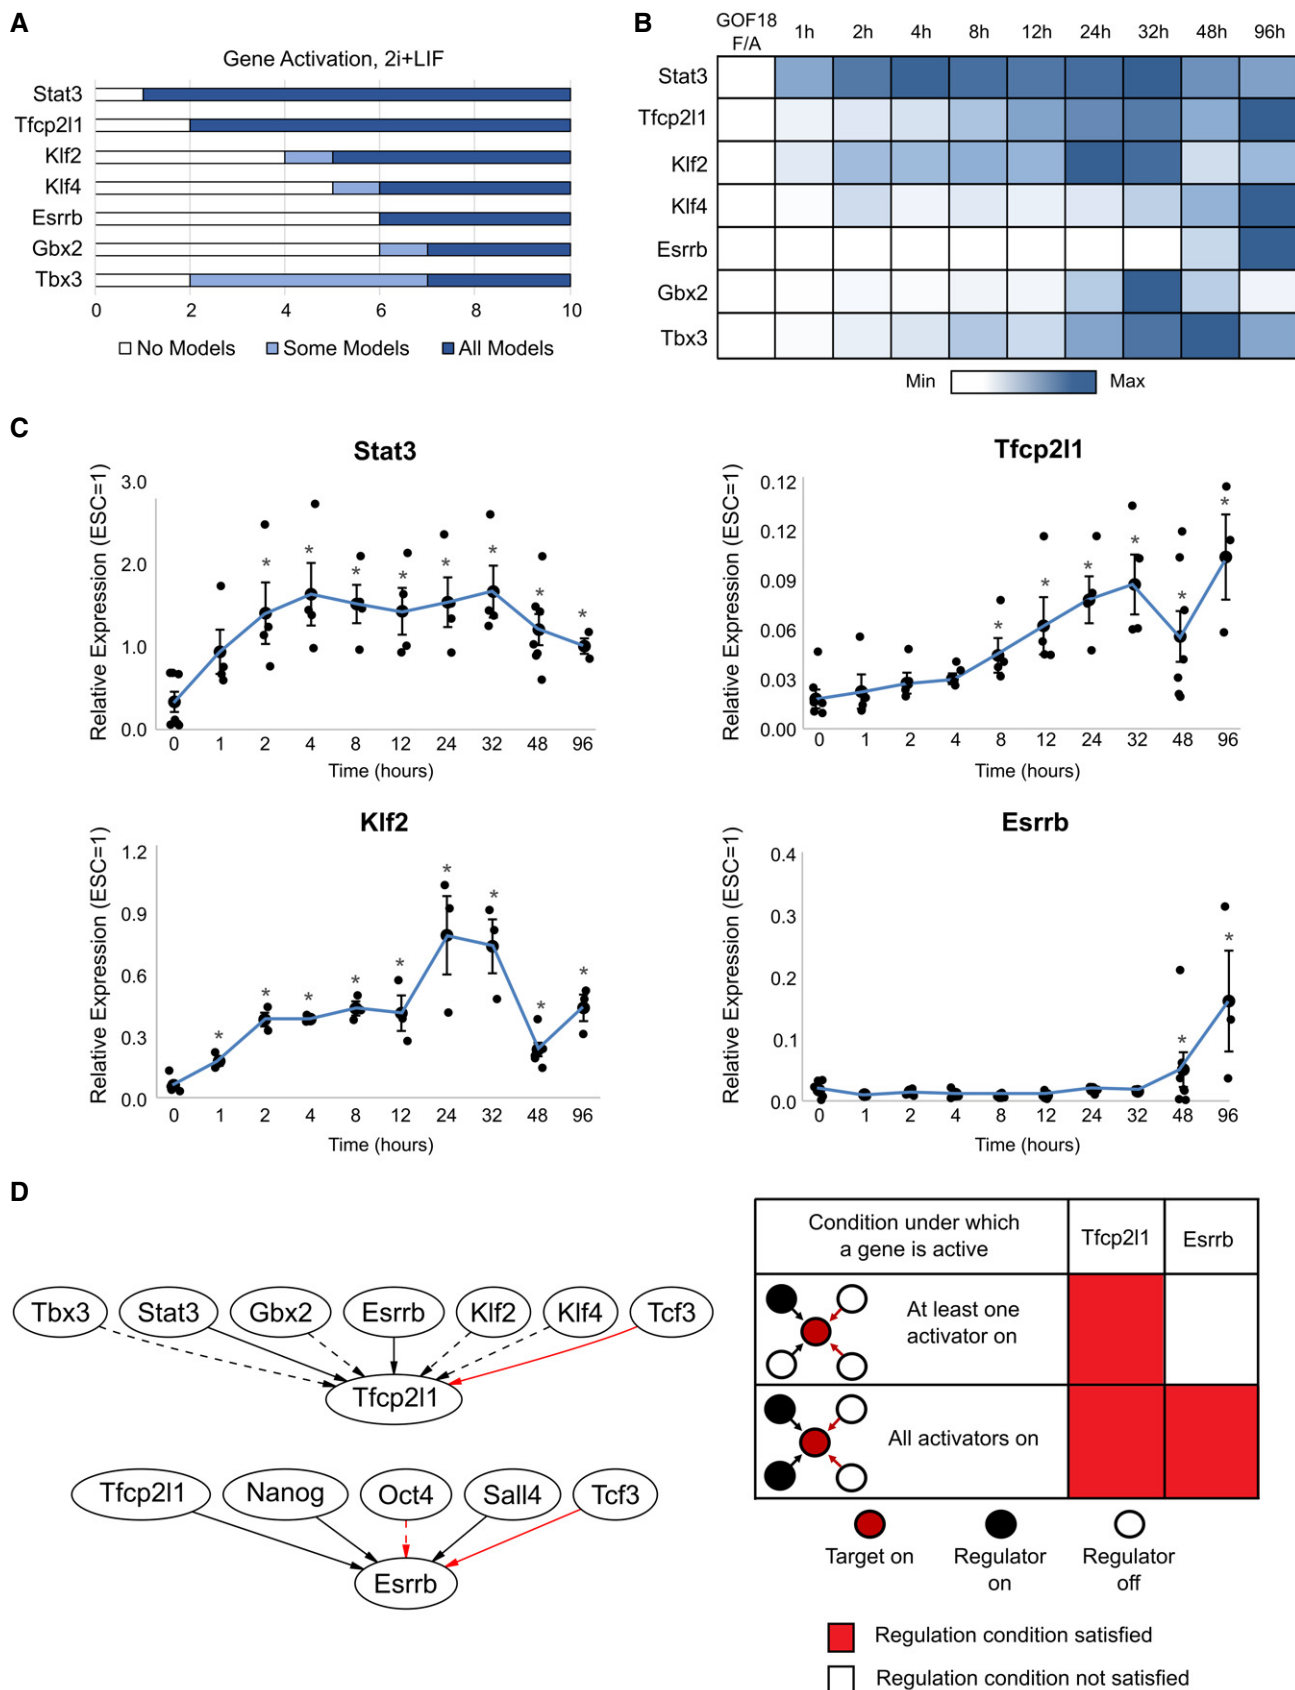 A
Gene Activation, 2i+LIF
Stat3
Tfcp2l1
Klf2
Klf4
Esrrb
Gbx2
Tbx3
0 2 4 6 8 10
No Models Some Models All Models
B
GOF18 F/A 1h 2h 4h 8h 12h 24h 32h 48h 96h
Stat3
Tfcp2l1
Klf2
Klf4
Esrrb
Gbx2
Tbx3
Min Max
C
Stat3
Relative Expression (ESC=1)
3.0
2.0
1.0
0.0
* * * * * * * *
0 1 2 4 8 12 24 32 48 96
Time (hours)
Tfcp2l1
Relative Expression (ESC=1)
0.12
0.12
0.09
0.06
0.03
0.00
* * * * * *
0 1 2 4 8 12 24 32 48 96
Time (hours)
Klf2
Relative Expression (ESC=1)
1.2
0.9
0.6
0.3
0.0
* * * * * * * * *
0 1 2 4 8 12 24 32 48 96
Time (hours)
Esrrb
Relative Expression (ESC=1)
0.4
0.3
0.2
0.1
0.0
* *
0 1 2 4 8 12 24 32 48 96
Time (hours)
D
Tbx3 Stat3 Gbx2 Esrrb Klf2 Klf4 Tcf3
Tfcp2l1
Tfcp2l1 Nanog Oct4 Sall4 Tcf3
Esrrb
Condition under which
a gene is active
Tfcp2l1 Esrrb
At least one
activator on
All activators on
Target on
Regulator
on
Regulator
off
Regulation condition satisfied
Regulation condition not satisfied